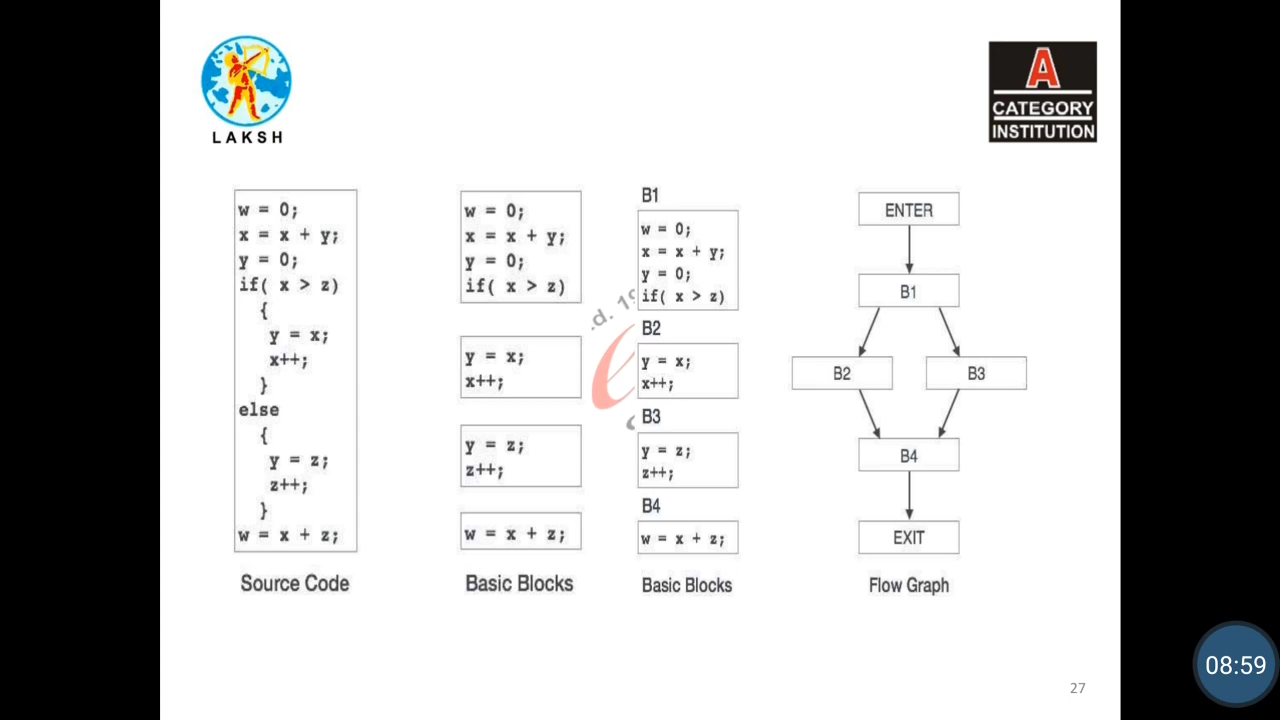 LAKSH
A
CATEGORY
INSTITUTION
w = 0;
x = x + y;
y = 0;
if( x > z)
{
y = x;
x++;
}
else
{
y = z;
z++;
}
w = x + z;
Source Code
w = 0;
x = x + y;
y = 0;
if( x > z)
y = x;
x++;
y = z;
z++;
w = x + z;
Basic Blocks
B1
w = 0;
x = x + y;
y = 0;
if( x > z)
B2
y = x;
x++;
B3
y = z;
z++;
B4
w = x + z;
Basic Blocks
ENTER
B1
B2
B3
B4
EXIT
Flow Graph
27
08:59